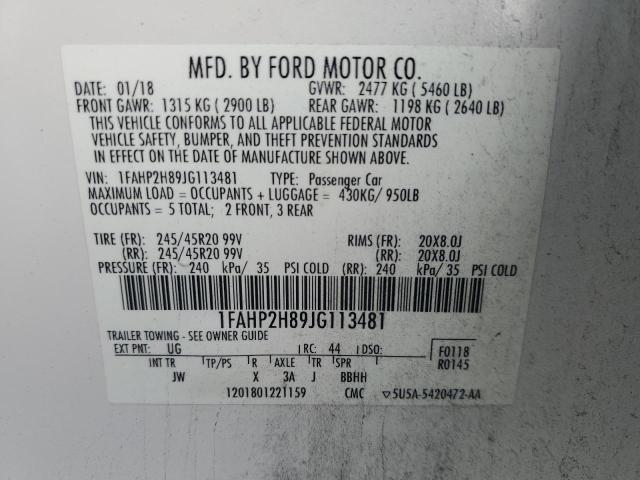 MFD. BY FORD MOTOR CO.
DATE: 01/18 GVWR: 2477 KG ( 5460 LB)
FRONT GAWR: 1315 KG ( 2900 LB) REAR GAWR: 1198 KG ( 2640 LB)
THIS VEHICLE CONFORMS TO ALL APPLICABLE FEDERAL MOTOR
VEHICLE SAFETY, BUMPER, AND THEFT PREVENTION STANDARDS
IN EFFECT ON THE DATE OF MANUFACTURE SHOWN ABOVE.
VIN: 1FAHP2H89JG113481 TYPE: Passenger Car
MAXIMUM LOAD = OCCUPANTS + LUGGAGE = 430KG/ 950LB
OCCUPANTS = 5 TOTAL; 2 FRONT, 3 REAR
TIRE (FR): 245/45R20 99V RIMS (FR): 20X8.0J
(RR): 245/45R20 99V (RR): 20X8.0J
PRESSURE (FR): 240 kPa/ 35 PSI COLD (RR): 240 kPa/ 35 PSI COLD
1FAHP2H89JG113481
TRAILER TOWING - SEE OWNER GUIDE
EXT PNT: UG RC: 44 DSO: F0118
INT TR TP/PS R AXLE TR SPR R0145
JW X 3A J BBHH
1201801221159 CMC ▽5U5A-5420472-AA